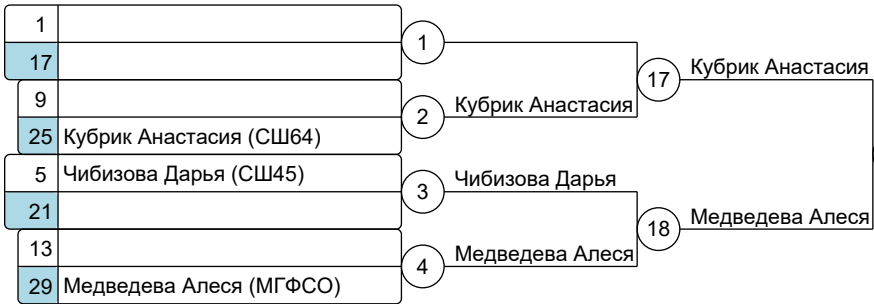 1
1
17
17 Кубрик Анастасия
9
2 Кубрик Анастасия
25 Кубрик Анастасия (СШ64)
5 Чибизова Дарья (СШ45)
3 Чибизова Дарья
21
18 Медведева Алеся
13
4 Медведева Алеся
29 Медведева Алеся (МГФСО)